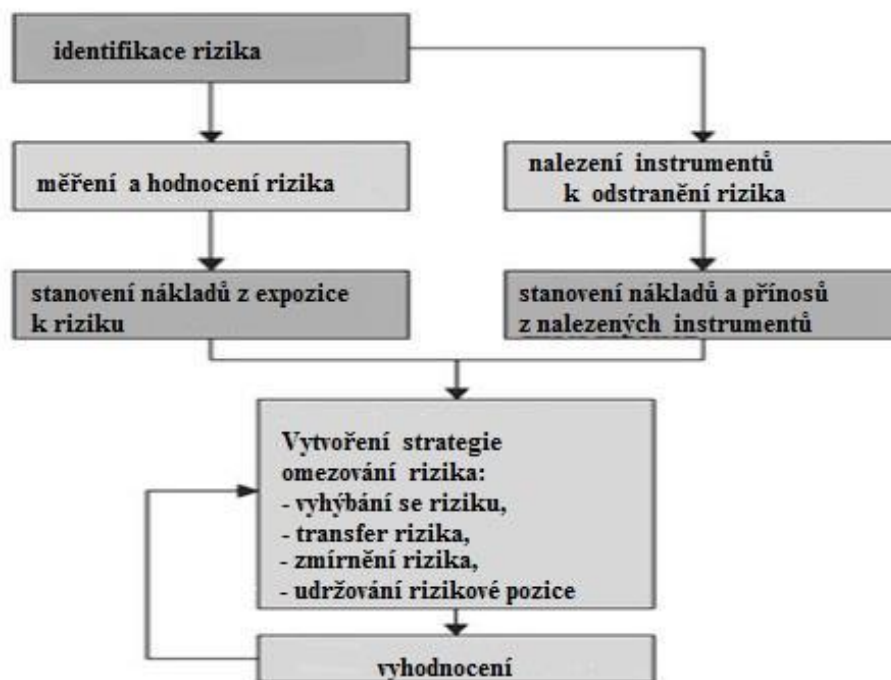 identifikace rizika
měření a hodnocení rizika
nalezení instrumentů
k odstranění rizika
stanovení nákladů z expozice
k riziku
stanovení nákladů a přínosů
z nalezených instrumentů
Vytvoření strategie
omezování rizika:
- vyhýbání se riziku,
- transfer rizika,
- zmírnění rizika,
- udržování rizikové pozice
vyhodnocení